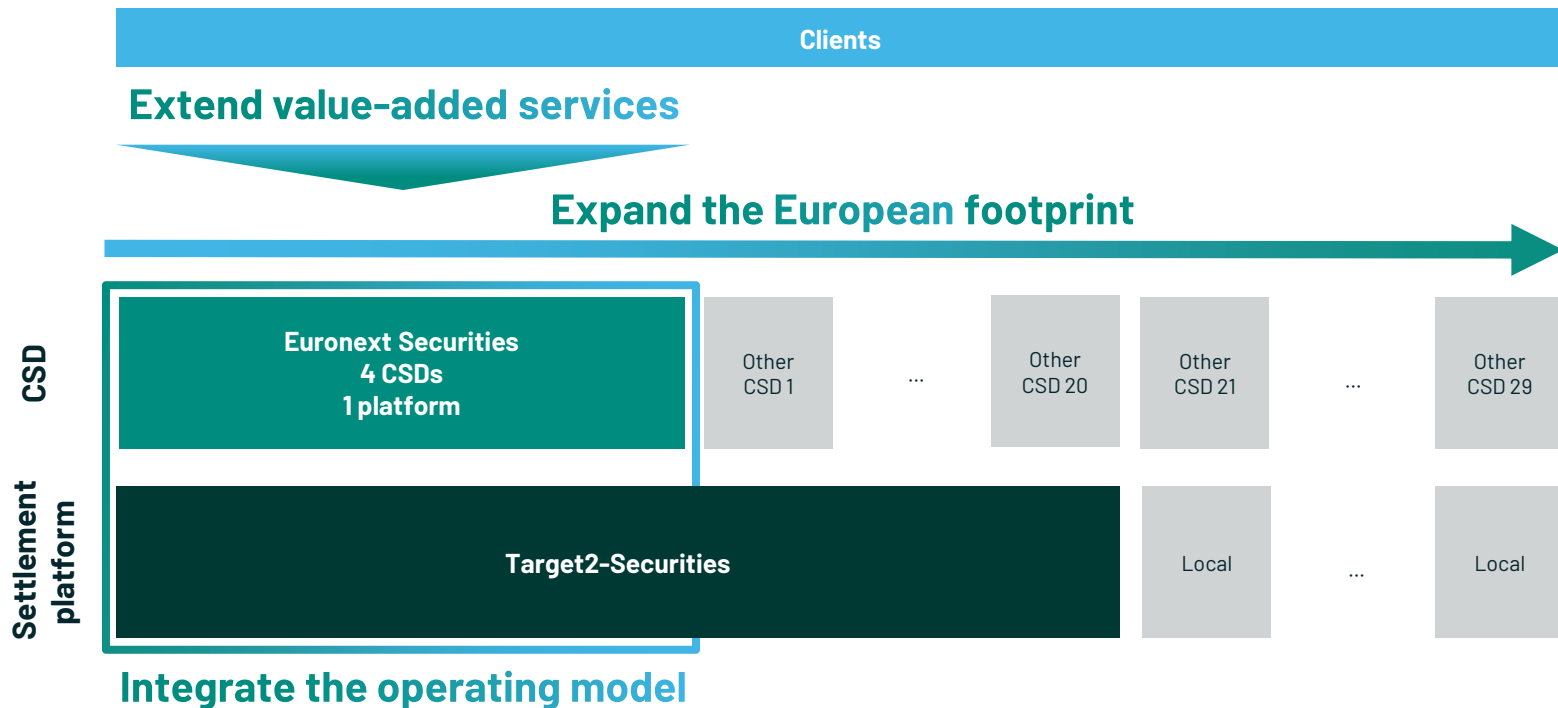 Clients
Extend value-added services
Expand the European footprint
CSD
Euronext Securities
4 CSDs
1 platform
Other
CSD 1
...
Other
CSD 20
Other
CSD 21
...
Other
CSD 29
Settlement
platform
Target2-Securities
Local
...
Local
Integrate the operating model